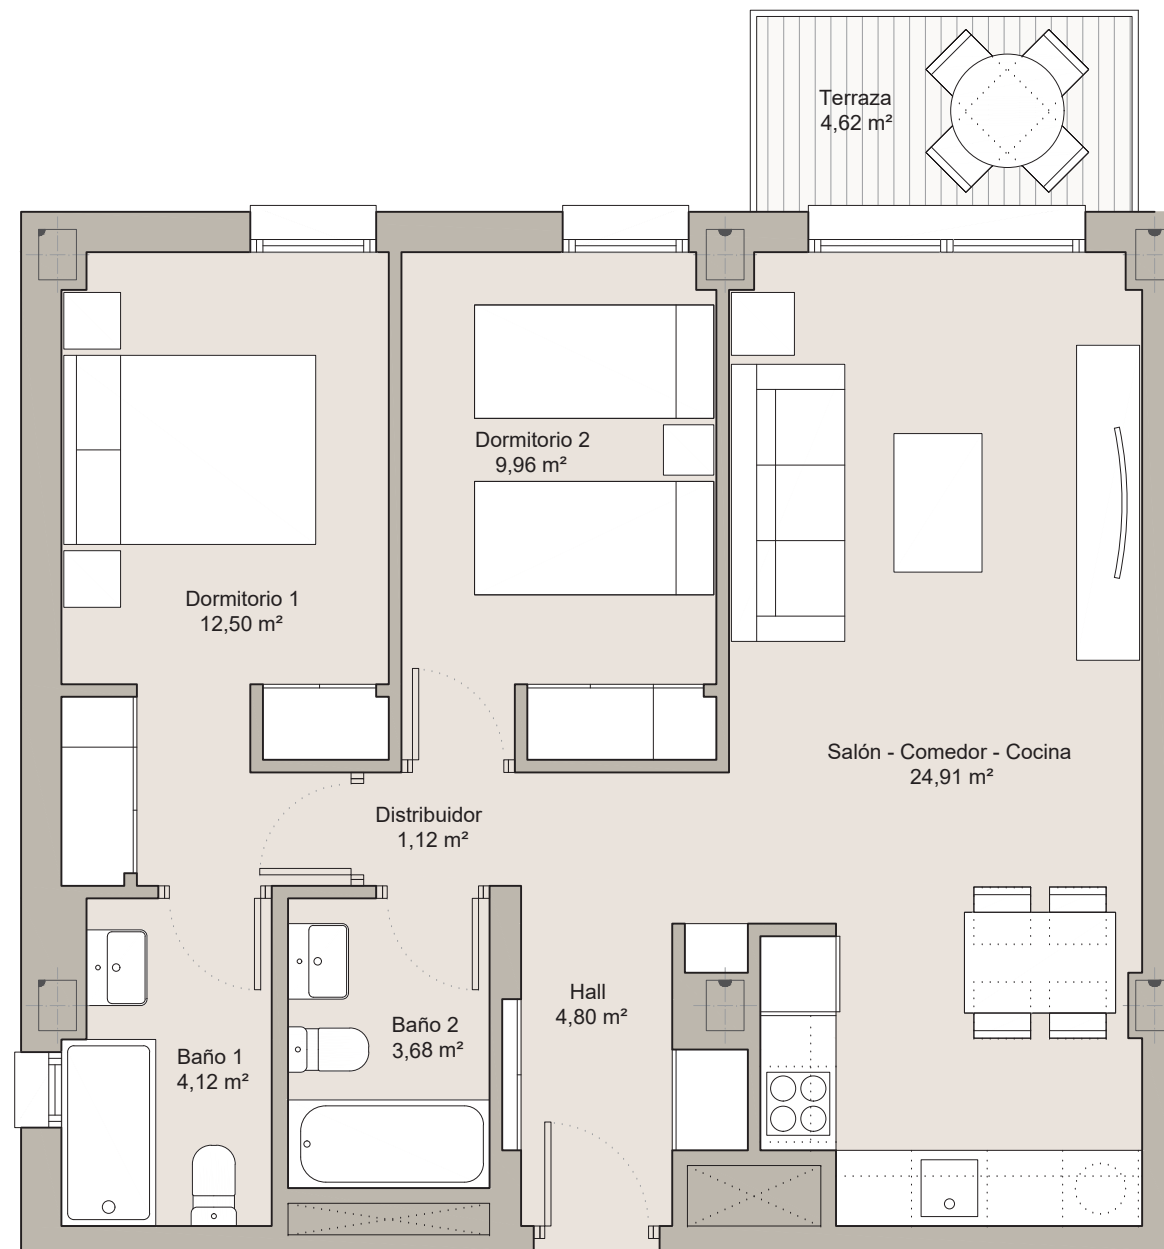 Terraza
4,62 m²
Dormitorio 2
9,96 m²
Dormitorio 1
12,50 m²
Salón - Comedor - Cocina
24,91 m²
Distribuidor
1,12 m²
Hall
4,80 m²
Baño 2
3,68 m²
Baño 1
4,12 m²